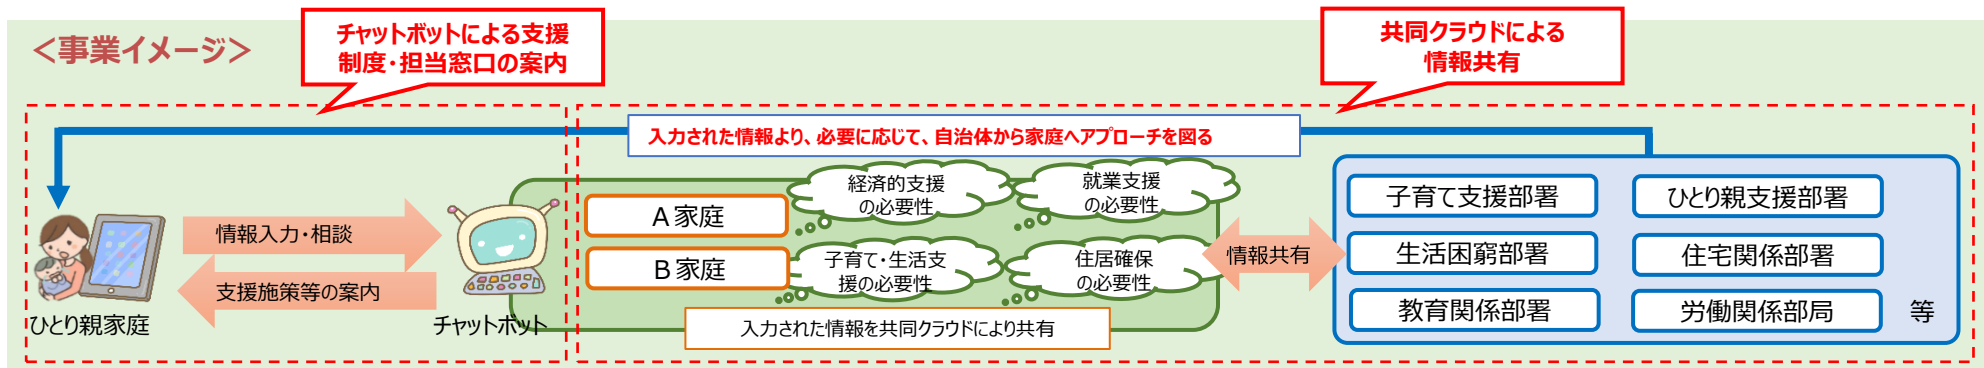 ＜事業イメージ＞
チャットボットによる支援
制度・担当窓口の案内
共同クラウドによる
情報共有
入力された情報より、必要に応じて、自治体から家庭へアプローチを図る
情報入力・相談
支援施策等の案内
ひとり親家庭
チャットボット
Ａ家庭
Ｂ家庭
経済的支援
の必要性
就業支援
の必要性
子育て・生活支
援の必要性
住居確保
の必要性
入力された情報を共同クラウドにより共有
情報共有
子育て支援部署
ひとり親支援部署
生活困窮部署
住宅関係部署
教育関係部署
労働関係部局
等